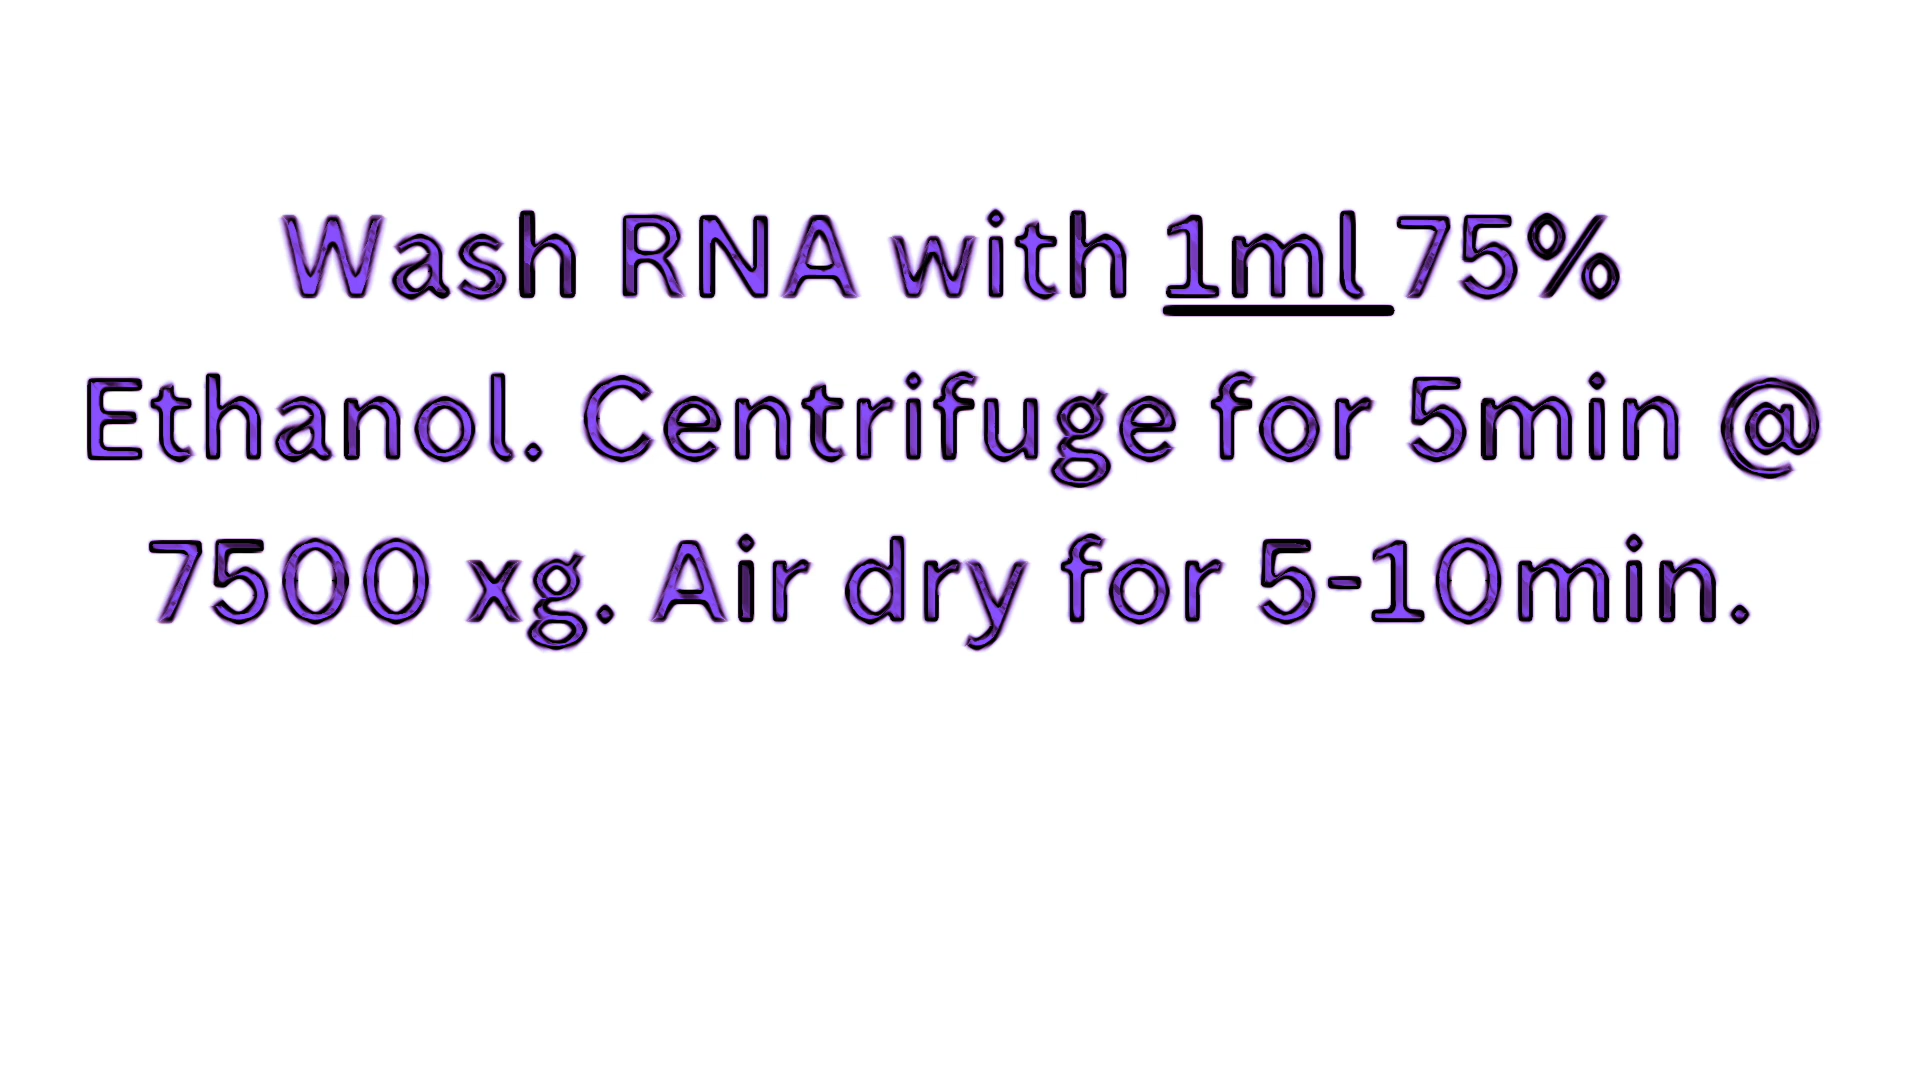 Wash RNA with 1ml 75%
Ethanol. Centrifuge for 5min @
7500 xg. Air dry for 5-10min.